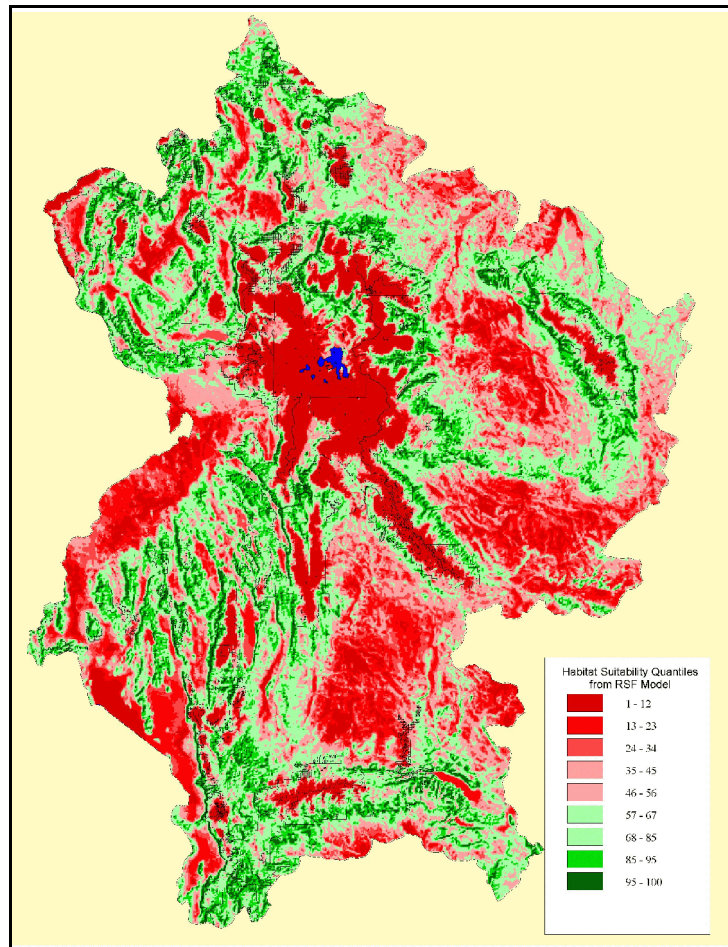 Habitat Suitability Quantiles
from RSF Model
1 - 12
13 - 23
24 - 34
35 - 45
46 - 56
57 - 67
68 - 85
85 - 95
95 - 100